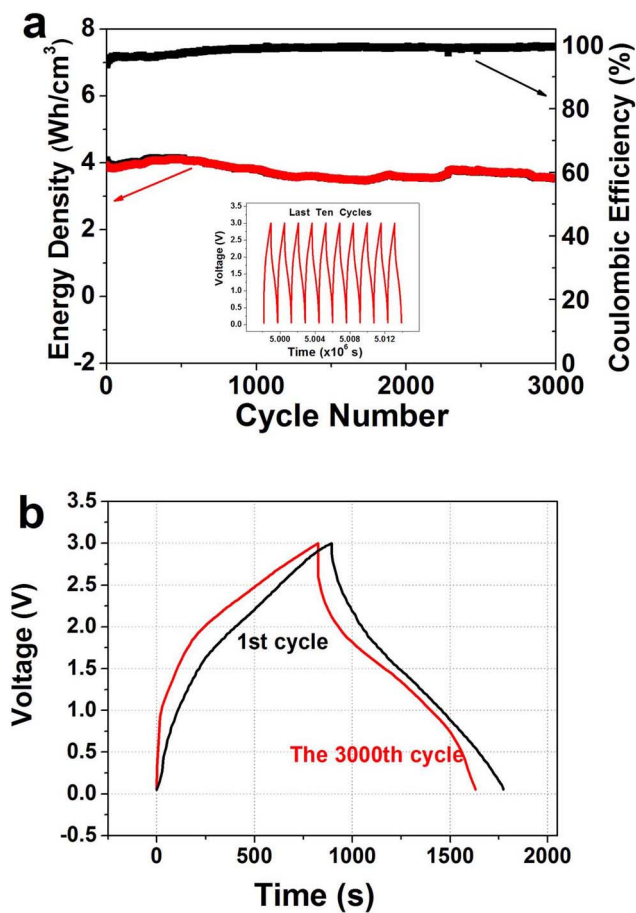 a
8
6
4
2
0
-2
Energy Density (Wh/cm³)
100
80
60
40
20
0
Coulombic Efficiency (%)
Last Ten Cycles
Voltage (V)
3.0
2.5
2.0
1.5
1.0
0.5
0.0
5.000 5.004 5.008 5.012
Time (x10⁶ s)
0 1000 2000 3000
Cycle Number
b
3.5
3.0
2.5
2.0
1.5
1.0
0.5
0.0
-0.5
Voltage (V)
1st cycle
The 3000th cycle
0 500 1000 1500 2000
Time (s)